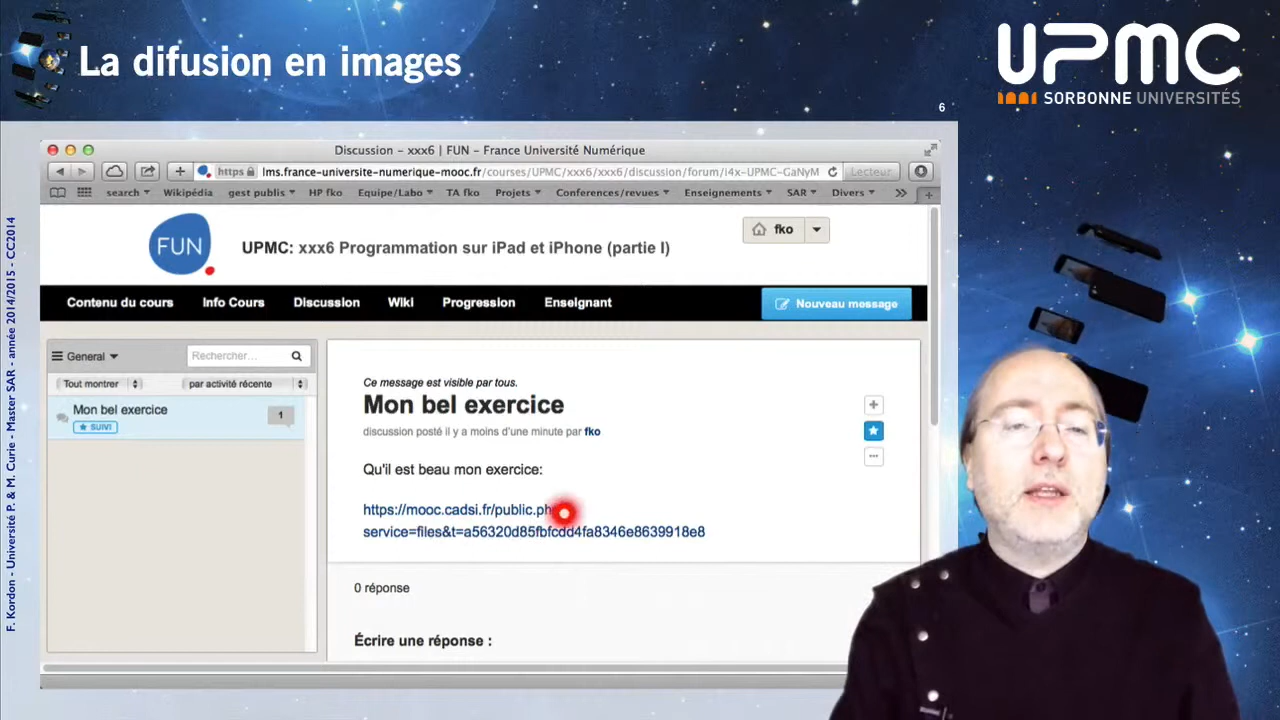 La difusion en images
UPMC
SORBONNE UNIVERSITÉS
6
Discussion – xxx6 | FUN – France Université Numérique
https lms.france-universite-numerique-mooc.fr/courses/UPMC/xxx6/xxx6/discussion/forum/i4x-UPMC-GaNyM Lecteur
search Wikipédia gest publis HP fko Equipe/Labo TA fko Projets Conferences/revues Enseignements SAR Divers
FUN
UPMC: xxx6 Programmation sur iPad et iPhone (partie I)
fko
Contenu du cours Info Cours Discussion Wiki Progression Enseignant
Nouveau message
General
Rechercher...
Tout montrer par activité récente
Mon bel exercice
1
SUIVI
Ce message est visible par tous.
Mon bel exercice
discussion posté il y a moins d'une minute par fko
Qu'il est beau mon exercice:
https://mooc.cadsi.fr/public.ph
service=files&t=a56320d85fbfcdd4fa8346e8639918e8
0 réponse
Écrire une réponse :
F. Kordon - Université P. & M. Curie - Master SAR - année 2014/2015 - CC2014